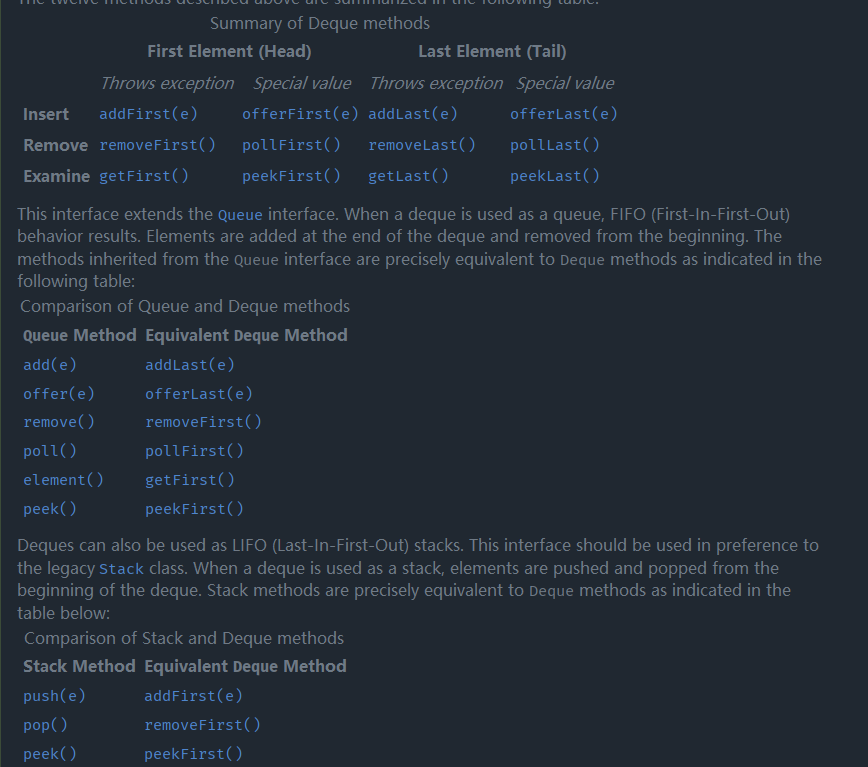 The twelve methods described above are summarized in the following table:
Summary of Deque methods
First Element (Head) Last Element (Tail)
Throws exception Special value Throws exception Special value
Insert addFirst(e) offerFirst(e) addLast(e) offerLast(e)
Remove removeFirst() pollFirst() removeLast() pollLast()
Examine getFirst() peekFirst() getLast() peekLast()
This interface extends the Queue interface. When a deque is used as a queue, FIFO (First-In-First-Out)
behavior results. Elements are added at the end of the deque and removed from the beginning. The
methods inherited from the Queue interface are precisely equivalent to Deque methods as indicated in the
following table:
Comparison of Queue and Deque methods
Queue Method Equivalent Deque Method
add(e) addLast(e)
offer(e) offerLast(e)
remove() removeFirst()
poll() pollFirst()
element() getFirst()
peek() peekFirst()
Deques can also be used as LIFO (Last-In-First-Out) stacks. This interface should be used in preference to
the legacy Stack class. When a deque is used as a stack, elements are pushed and popped from the
beginning of the deque. Stack methods are precisely equivalent to Deque methods as indicated in the
table below:
Comparison of Stack and Deque methods
Stack Method Equivalent Deque Method
push(e) addFirst(e)
pop() removeFirst()
peek() peekFirst()